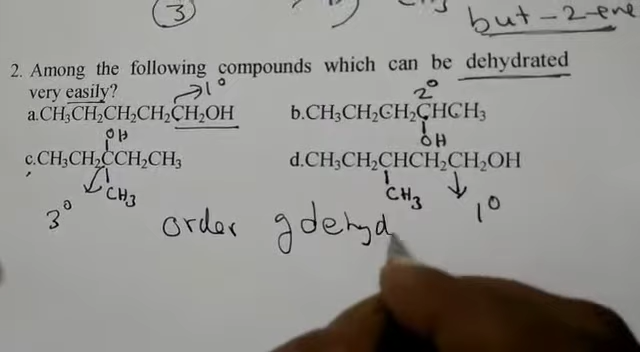 3
but-2-ene
2. Among the following compounds which can be dehydrated
very easily? 1° 2°
a.CH₃CH₂CH₂CH₂CH₂OH b.CH₃CH₂CH₂CHCH₃
OH OH
c.CH₃CH₂CCH₂CH₃ d.CH₃CH₂CHCH₂CH₂OH
CH₃ CH₃
3° 1°
order of dehyd